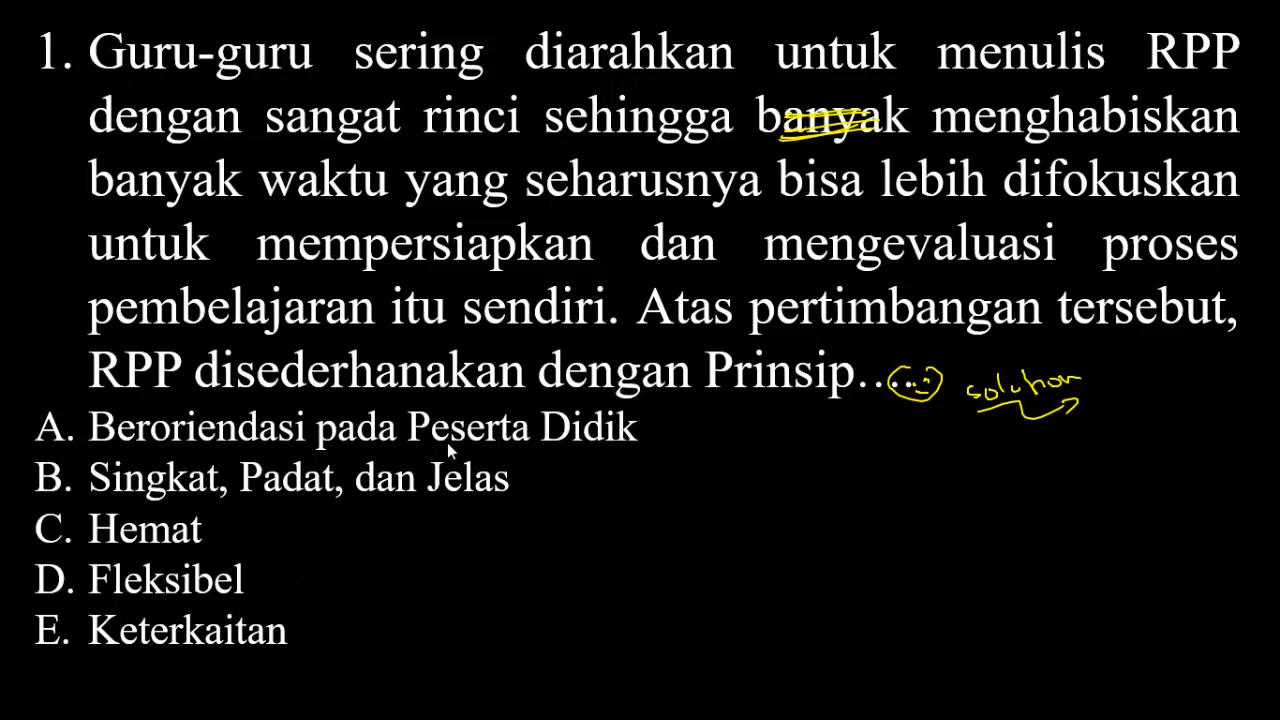 1. Guru-guru sering diarahkan untuk menulis RPP
dengan sangat rinci sehingga banyak menghabiskan
banyak waktu yang seharusnya bisa lebih difokuskan
untuk mempersiapkan dan mengevaluasi proses
pembelajaran itu sendiri. Atas pertimbangan tersebut,
RPP disederhanakan dengan Prinsip.....
solution
A. Beroriendasi pada Peserta Didik
B. Singkat, Padat, dan Jelas
C. Hemat
D. Fleksibel
E. Keterkaitan